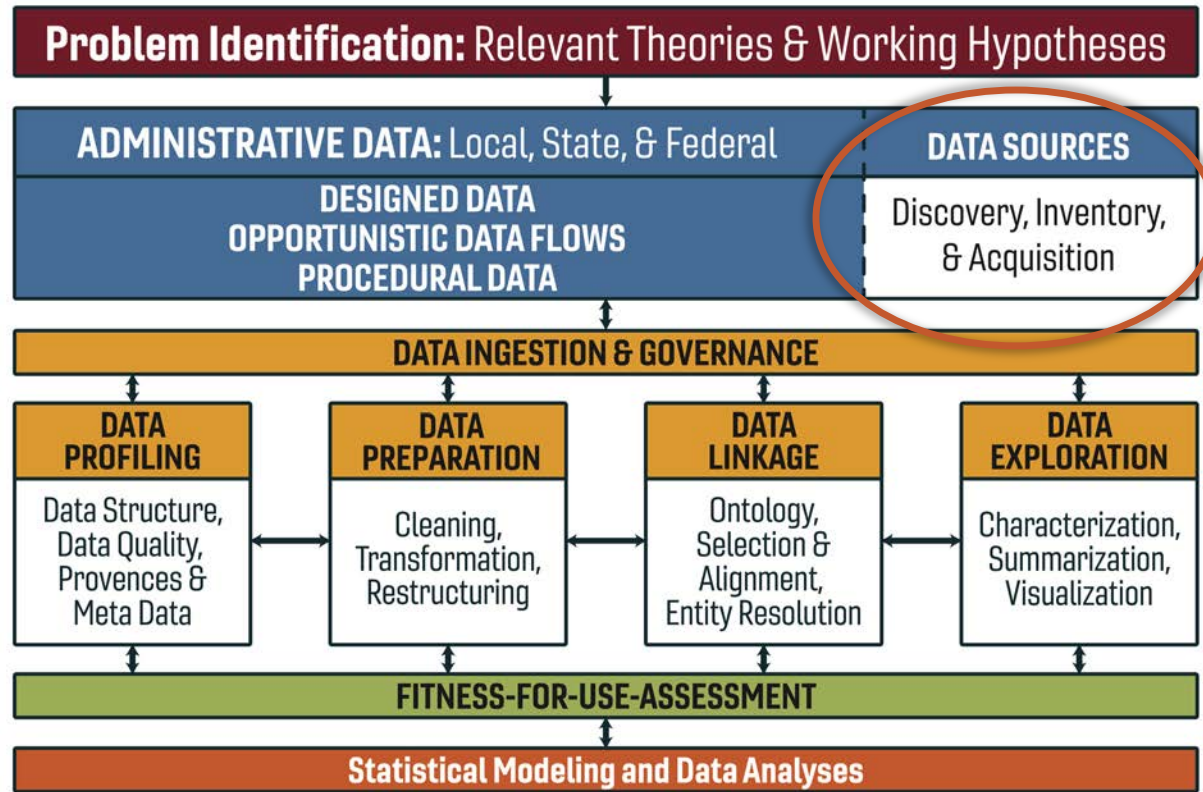 Problem Identification: Relevant Theories & Working Hypotheses
ADMINISTRATIVE DATA: Local, State, & Federal
DATA SOURCES
DESIGNED DATA
OPPORTUNISTIC DATA FLOWS
PROCEDURAL DATA
Discovery, Inventory,
& Acquisition
DATA INGESTION & GOVERNANCE
DATA
PROFILING
Data Structure,
Data Quality,
Provences &
Meta Data
DATA
PREPARATION
Cleaning,
Transformation,
Restructuring
DATA
LINKAGE
Ontology,
Selection &
Alignment,
Entity Resolution
DATA
EXPLORATION
Characterization,
Summarization,
Visualization
FITNESS-FOR-USE-ASSESSMENT
Statistical Modeling and Data Analyses